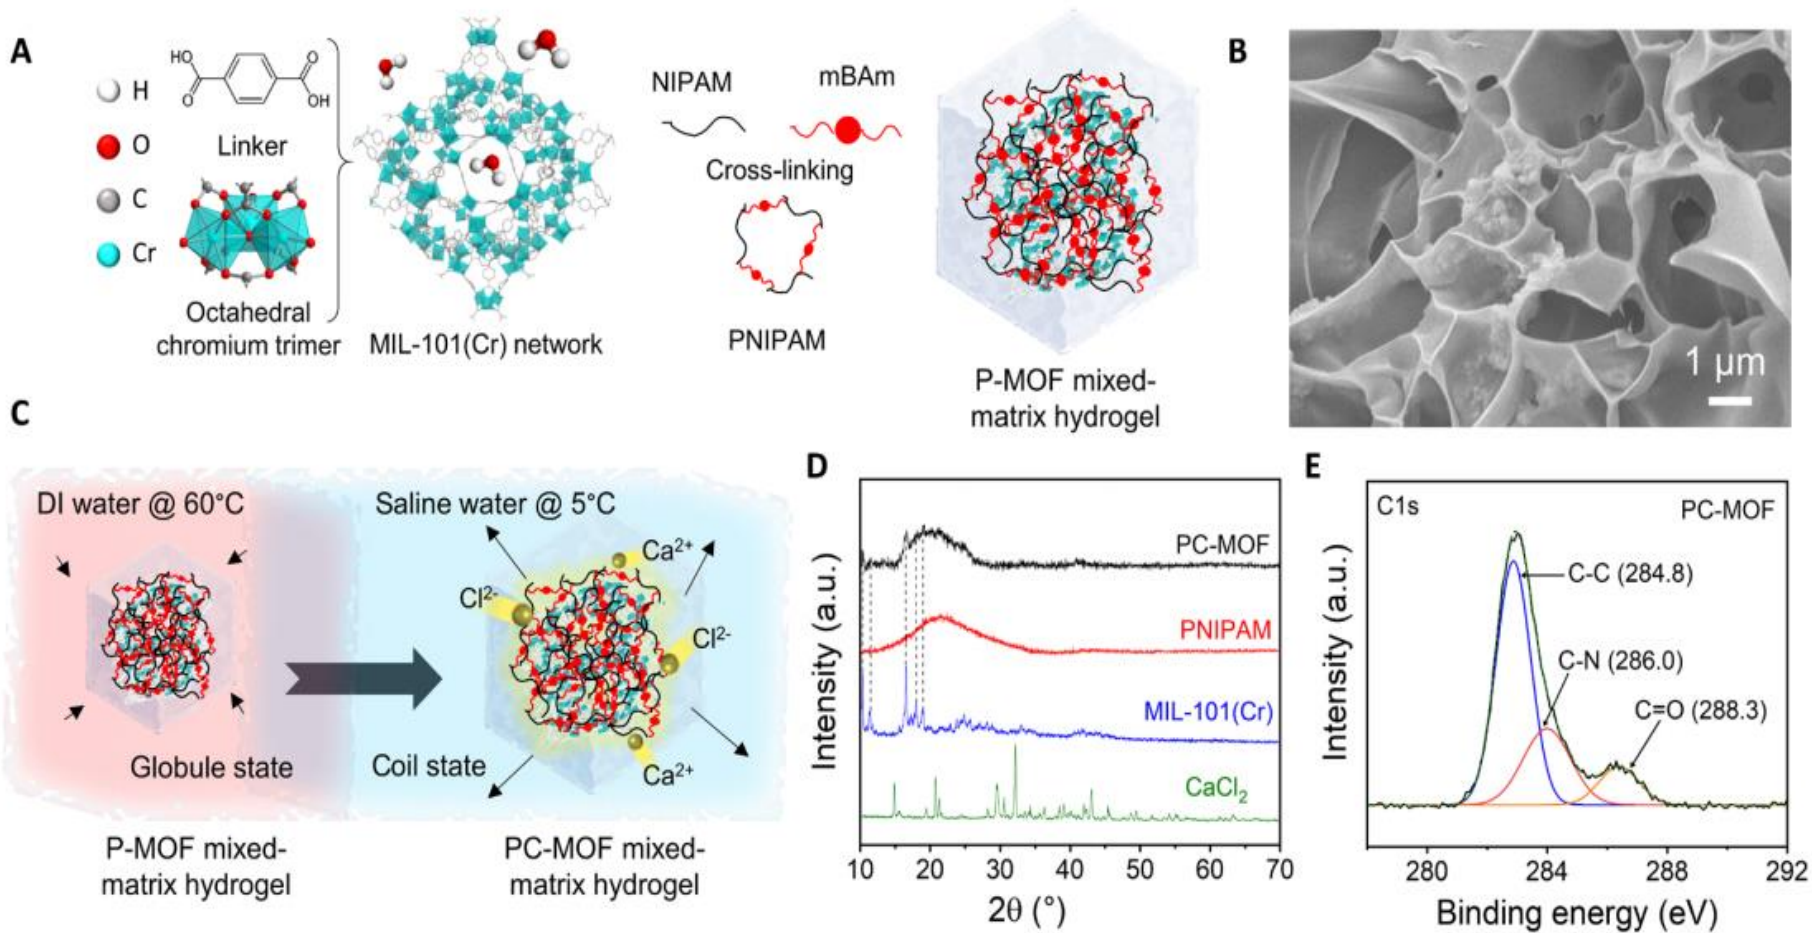 A
H
O
C
Cr
HO
O
O
OH
Linker
Octahedral
chromium trimer
MIL-101(Cr) network
NIPAM
mBAm
Cross-linking
PNIPAM
P-MOF mixed-
matrix hydrogel
B
1 μm
C
DI water @ 60°C
Globule state
P-MOF mixed-
matrix hydrogel
Saline water @ 5°C
Ca2+
Cl2-
Cl2-
Ca2+
Coil state
PC-MOF mixed-
matrix hydrogel
D
Intensity (a.u.)
PC-MOF
PNIPAM
MIL-101(Cr)
CaCl2
10 20 30 40 50 60 70
2θ (°)
E
C1s
PC-MOF
Intensity (a.u.)
C-C (284.8)
C-N (286.0)
C=O (288.3)
280 284 288 292
Binding energy (eV)